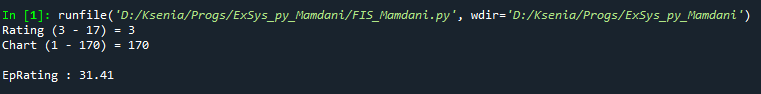 In [1]: runfile('D:/Ksenia/Progs/ExSys_py_Mamdani/FIS_Mamdani.py', wdir='D:/Ksenia/Progs/ExSys_py_Mamdani')
Rating (3 - 17) = 3
Chart (1 - 170) = 170
EpRating : 31.41